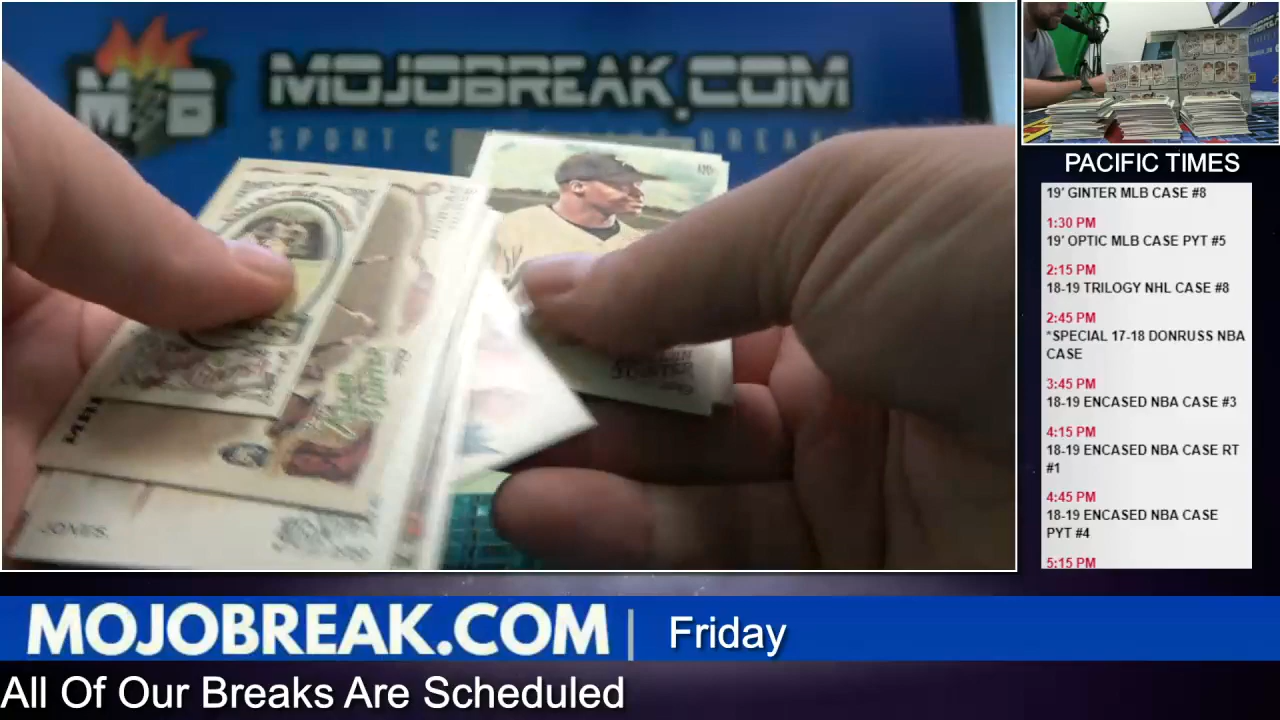 MB
MOJOBREAK.COM
JONES.
PACIFIC TIMES
19' GINTER MLB CASE #8
1:30 PM
19' OPTIC MLB CASE PYT #5
2:15 PM
18-19 TRILOGY NHL CASE #8
2:45 PM
*SPECIAL 17-18 DONRUSS NBA
CASE
3:45 PM
18-19 ENCASED NBA CASE #3
4:15 PM
18-19 ENCASED NBA CASE RT
#1
4:45 PM
18-19 ENCASED NBA CASE
PYT #4
5:15 PM
MOJOBREAK.COM | Friday
All Of Our Breaks Are Scheduled